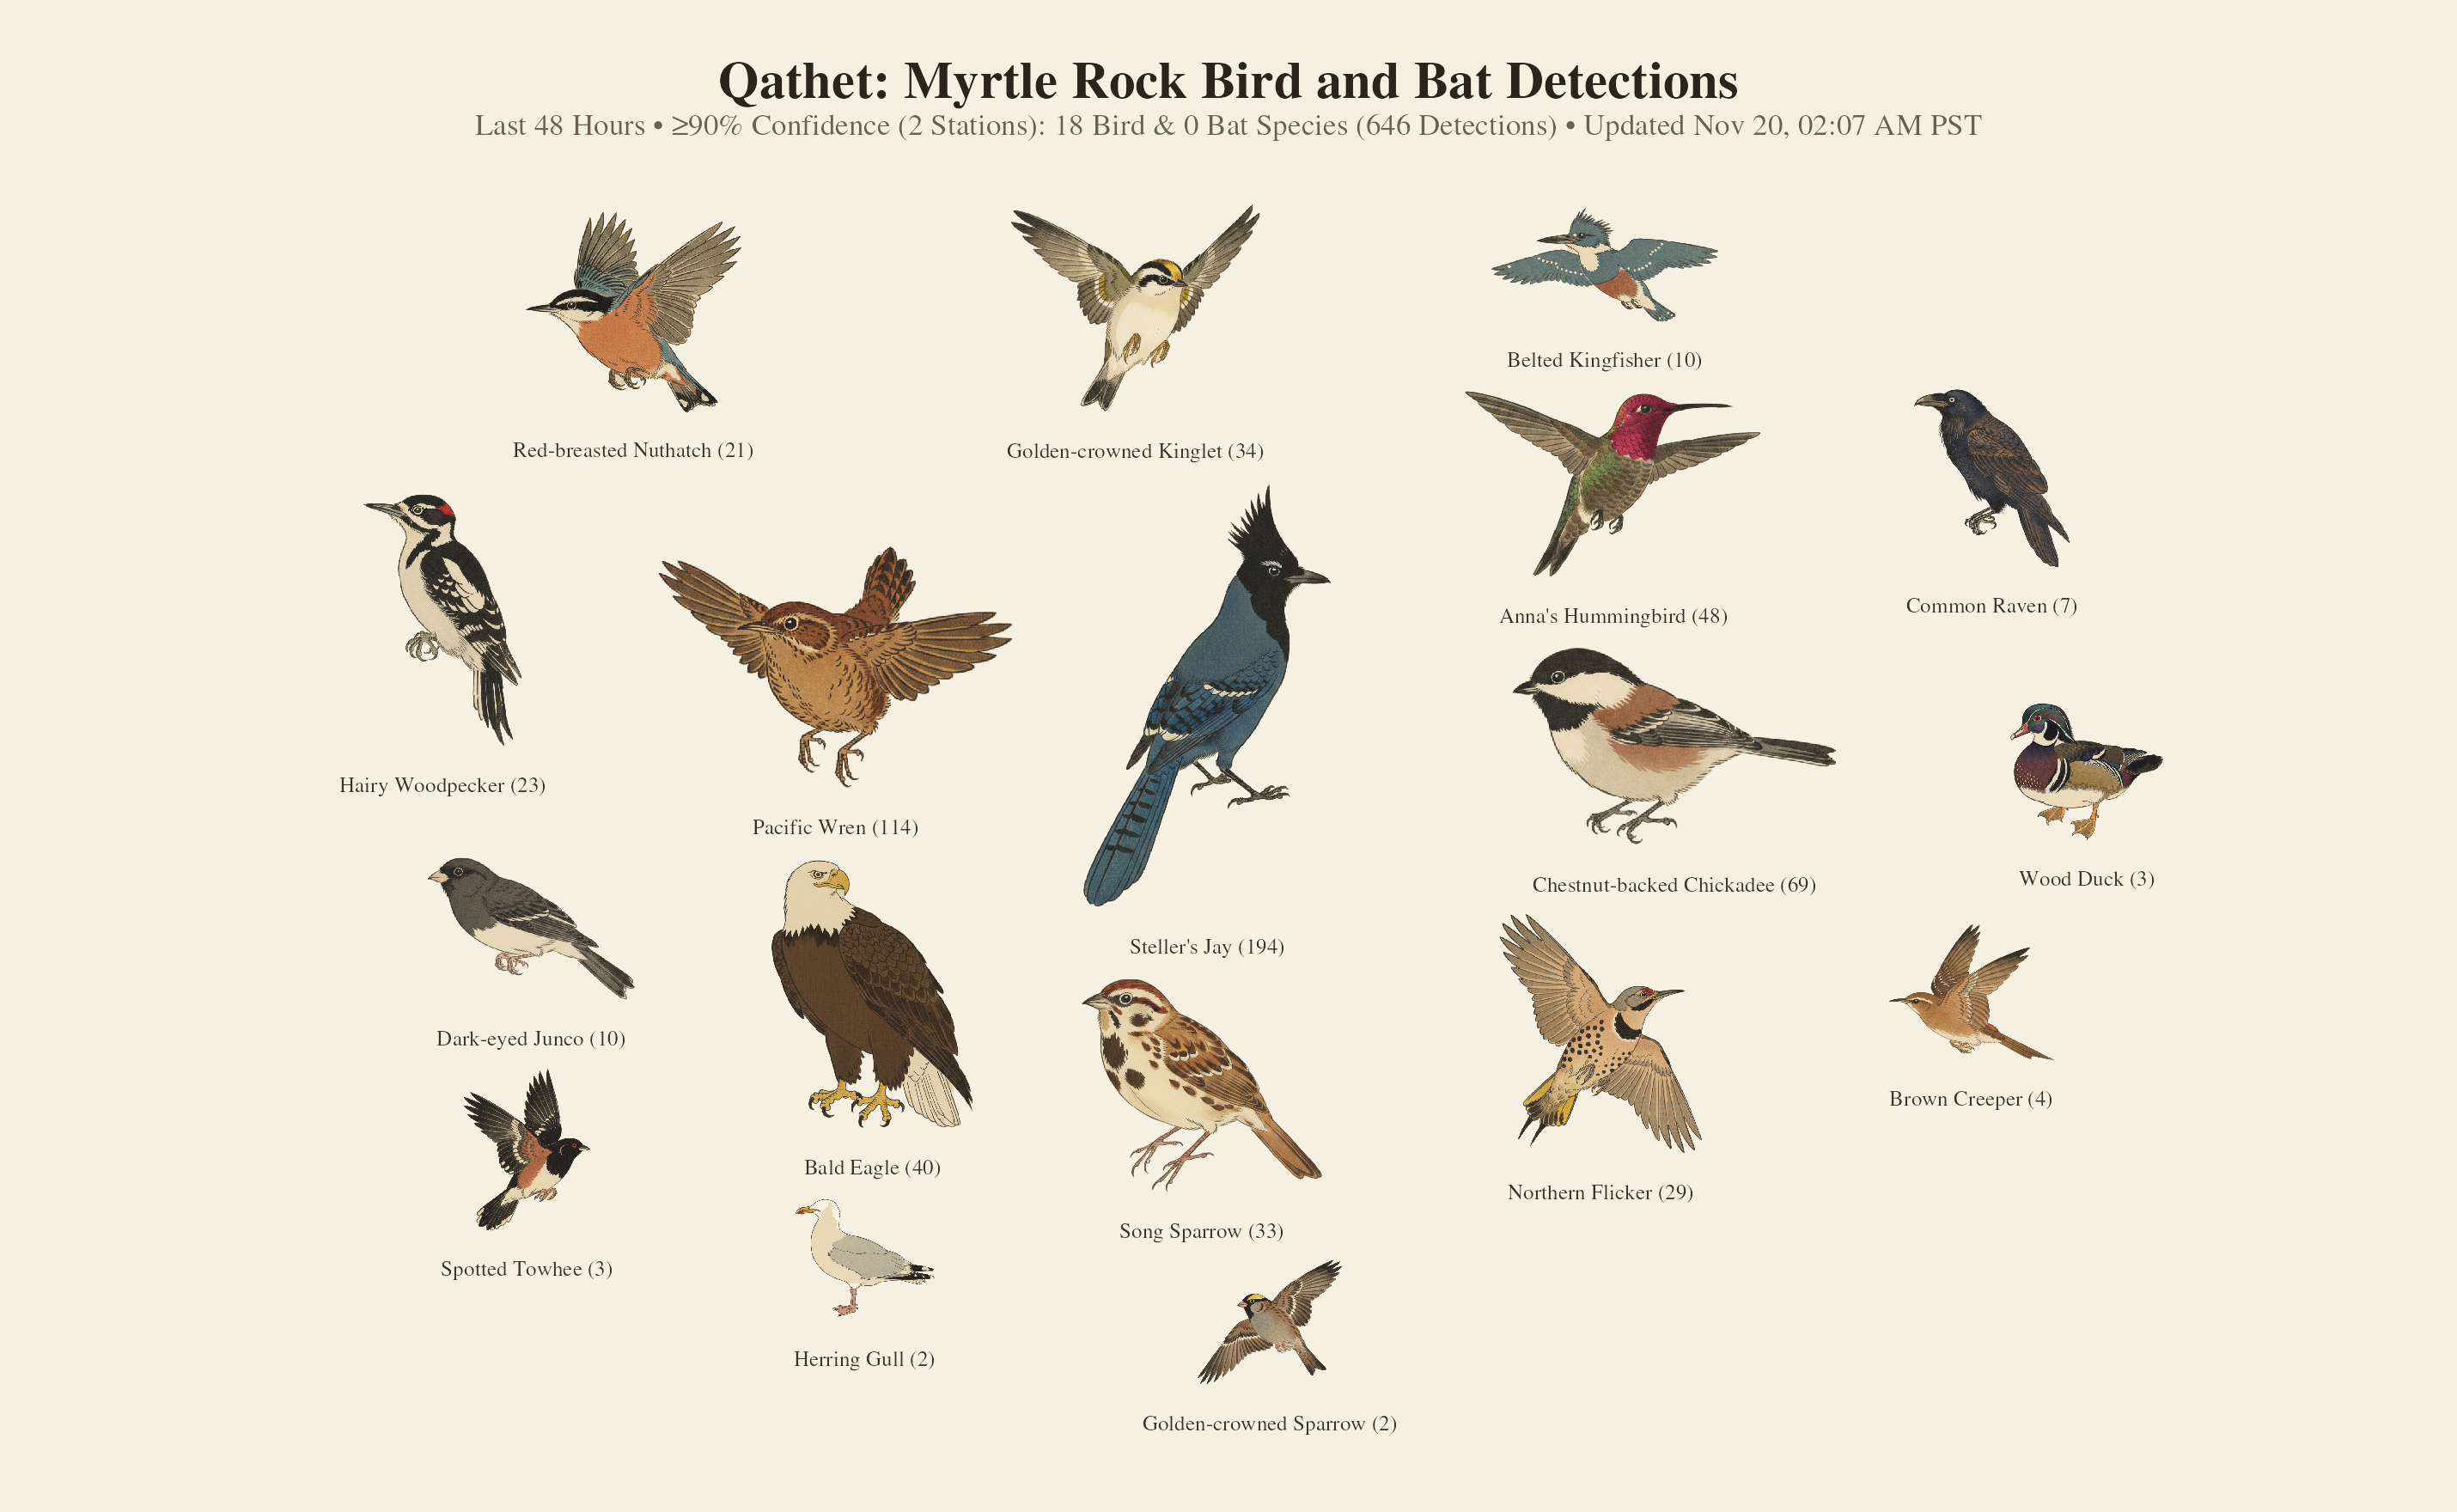 Qathet: Myrtle Rock Bird and Bat Detections
Last 48 Hours • ≥90% Confidence (2 Stations): 18 Bird & 0 Bat Species (646 Detections) • Updated Nov 20, 02:07 AM PST
Belted Kingfisher (10)
Red-breasted Nuthatch (21)
Golden-crowned Kinglet (34)
Common Raven (7)
Anna's Hummingbird (48)
Hairy Woodpecker (23)
Pacific Wren (114)
Wood Duck (3)
Chestnut-backed Chickadee (69)
Steller's Jay (194)
Dark-eyed Junco (10)
Brown Creeper (4)
Bald Eagle (40)
Northern Flicker (29)
Song Sparrow (33)
Spotted Towhee (3)
Herring Gull (2)
Golden-crowned Sparrow (2)